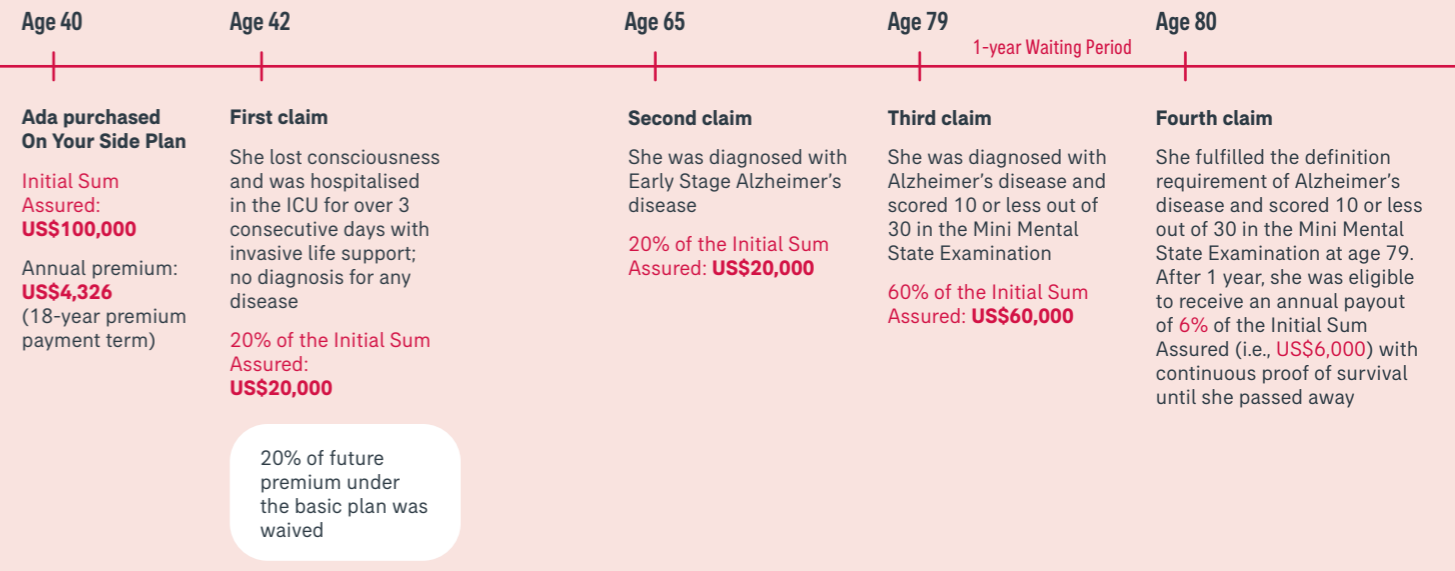 Age 40
Age 42
Age 65
Age 79
1-year Waiting Period
Age 80
Ada purchased
On Your Side Plan
Initial Sum
Assured:
US$100,000
Annual premium:
US$4,326
(18-year premium
payment term)
First claim
She lost consciousness
and was hospitalised
in the ICU for over 3
consecutive days with
invasive life support;
no diagnosis for any
disease
20% of the Initial Sum
Assured:
US$20,000
20% of future
premium under
the basic plan was
waived
Second claim
She was diagnosed with
Early Stage Alzheimer’s
disease
20% of the Initial Sum
Assured: US$20,000
Third claim
She was diagnosed with
Alzheimer’s disease and
scored 10 or less out of
30 in the Mini Mental
State Examination
60% of the Initial Sum
Assured: US$60,000
Fourth claim
She fulfilled the definition
requirement of Alzheimer’s
disease and scored 10 or less
out of 30 in the Mini Mental
State Examination at age 79.
After 1 year, she was eligible
to receive an annual payout
of 6% of the Initial Sum
Assured (i.e., US$6,000) with
continuous proof of survival
until she passed away